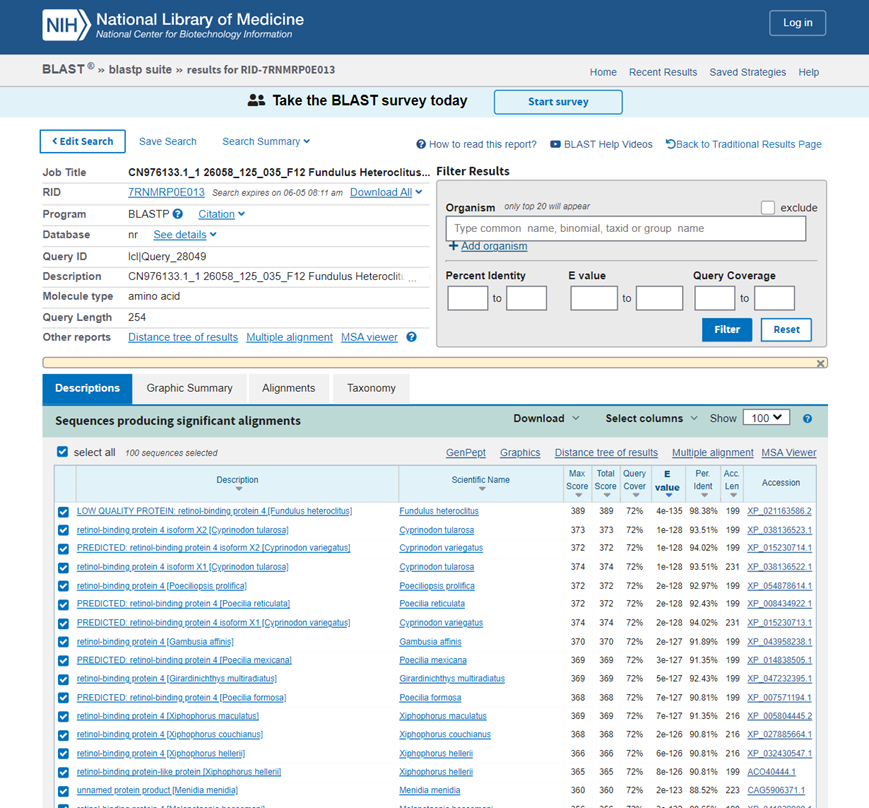 NIH National Library of Medicine
National Center for Biotechnology Information
Log in
BLAST ® » blastp suite » results for RID-7RNMRP0E013
Home Recent Results Saved Strategies Help
Take the BLAST survey today Start survey
< Edit Search Save Search Search Summary
How to read this report? BLAST Help Videos Back to Traditional Results Page
Job Title CN976133.1_1 26058_125_035_F12 Fundulus Heteroclitus...
RID 7RNMRP0E013 Search expires on 06-05 08:11 am Download All
Program BLASTP ? Citation
Database nr See details
Query ID lcl|Query_28049
Description CN976133.1_1 26058_125_035_F12 Fundulus Heteroclitu ...
Molecule type amino acid
Query Length 254
Other reports Distance tree of results Multiple alignment MSA viewer ?
Filter Results
Organism only top 20 will appear exclude
Type common name, binomial, taxid or group name
+ Add organism
Percent Identity E value Query Coverage
to to to
Filter Reset
Descriptions Graphic Summary Alignments Taxonomy
Sequences producing significant alignments Download Select columns Show 100 ?
select all 100 sequences selected GenPept Graphics Distance tree of results Multiple alignment MSA Viewer
Description Scientific Name Max Score Total Score Query Cover E value Per. Ident Acc. Len Accession
LOW QUALITY PROTEIN: retinol-binding protein 4 [Fundulus heteroclitus] Fundulus heteroclitus 389 389 72% 4e-135 98.38% 199 XP_021163586.2
retinol-binding protein 4 isoform X2 [Cyprinodon tularosa] Cyprinodon tularosa 373 373 72% 1e-128 93.51% 199 XP_038136523.1
PREDICTED: retinol-binding protein 4 isoform X2 [Cyprinodon variegatus] Cyprinodon variegatus 372 372 72% 1e-128 94.02% 199 XP_015230714.1
retinol-binding protein 4 isoform X1 [Cyprinodon tularosa] Cyprinodon tularosa 374 374 72% 1e-128 93.51% 231 XP_038136522.1
retinol-binding protein 4 [Poeciliopsis prolifica] Poeciliopsis prolifica 372 372 72% 2e-128 92.97% 199 XP_054878614.1
PREDICTED: retinol-binding protein 4 [Poecilia reticulata] Poecilia reticulata 372 372 72% 2e-128 92.43% 199 XP_008434922.1
PREDICTED: retinol-binding protein 4 isoform X1 [Cyprinodon variegatus] Cyprinodon variegatus 374 374 72% 2e-128 94.02% 231 XP_015230713.1
retinol-binding protein 4 [Gambusia affinis] Gambusia affinis 370 370 72% 2e-127 91.89% 199 XP_043958238.1
PREDICTED: retinol-binding protein 4 [Poecilia mexicana] Poecilia mexicana 369 369 72% 3e-127 91.35% 199 XP_014838505.1
retinol-binding protein 4 [Girardinichthys multiradiatus] Girardinichthys multiradiatus 369 369 72% 5e-127 92.43% 199 XP_047232395.1
PREDICTED: retinol-binding protein 4 [Poecilia formosa] Poecilia formosa 368 368 72% 7e-127 90.81% 199 XP_007571194.1
retinol-binding protein 4 [Xiphophorus maculatus] Xiphophorus maculatus 369 369 72% 7e-127 91.35% 216 XP_005804445.2
retinol-binding protein 4 [Xiphophorus couchianus] Xiphophorus couchianus 368 368 72% 2e-126 90.81% 216 XP_027885664.1
retinol-binding protein 4 [Xiphophorus hellerii] Xiphophorus hellerii 366 366 72% 6e-126 90.81% 216 XP_032430547.1
retinol-binding protein-like protein [Xiphophorus hellerii] Xiphophorus hellerii 365 365 72% 8e-126 90.81% 199 ACO40444.1
unnamed protein product [Menidia menidia] Menidia menidia 360 360 72% 2e-123 88.52% 223 CAG5906371.1